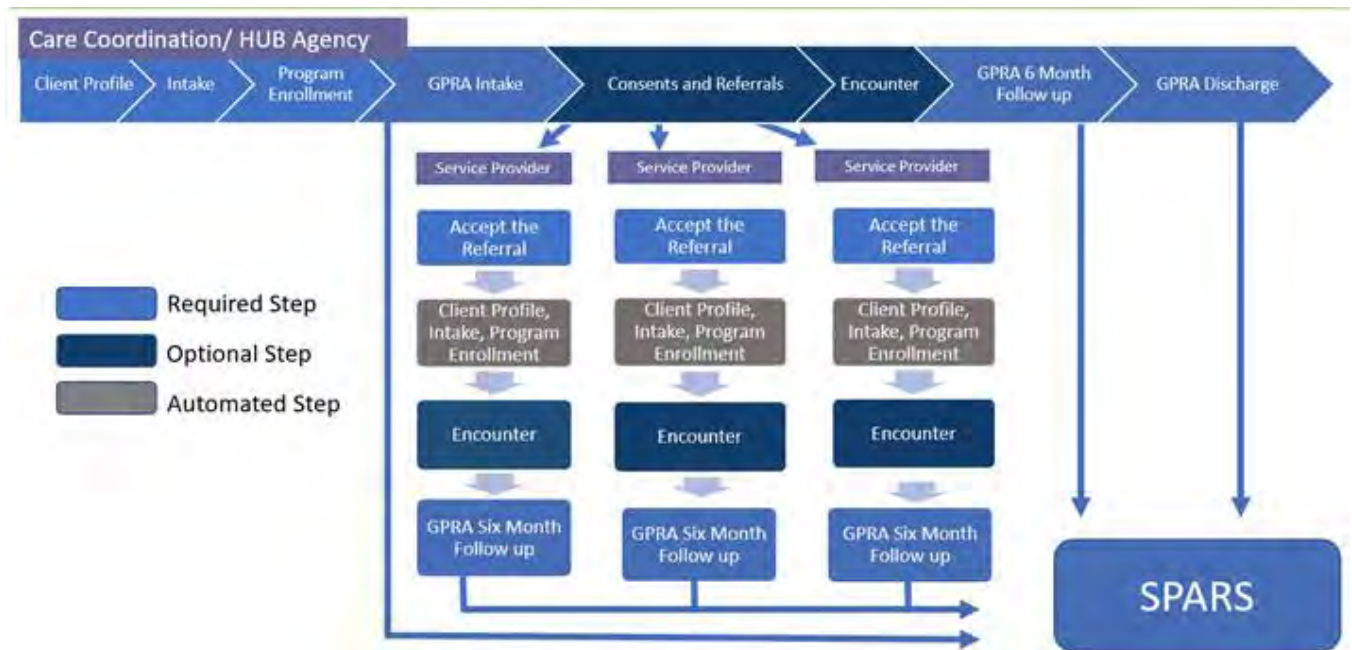 Care Coordination/ HUB Agency
Client Profile
Intake
Program
Enrollment
GPRA Intake
Consents and Referrals
Encounter
GPRA 6 Month
Follow up
GPRA Discharge
Service Provider
Service Provider
Service Provider
Accept the
Referral
Accept the
Referral
Accept the
Referral
Client Profile,
Intake, Program
Enrollment
Client Profile,
Intake, Program
Enrollment
Client Profile,
Intake, Program
Enrollment
Encounter
Encounter
Encounter
GPRA Six Month
Follow up
GPRA Six Month
Follow up
GPRA Six Month
Follow up
Required Step
Optional Step
Automated Step
SPARS